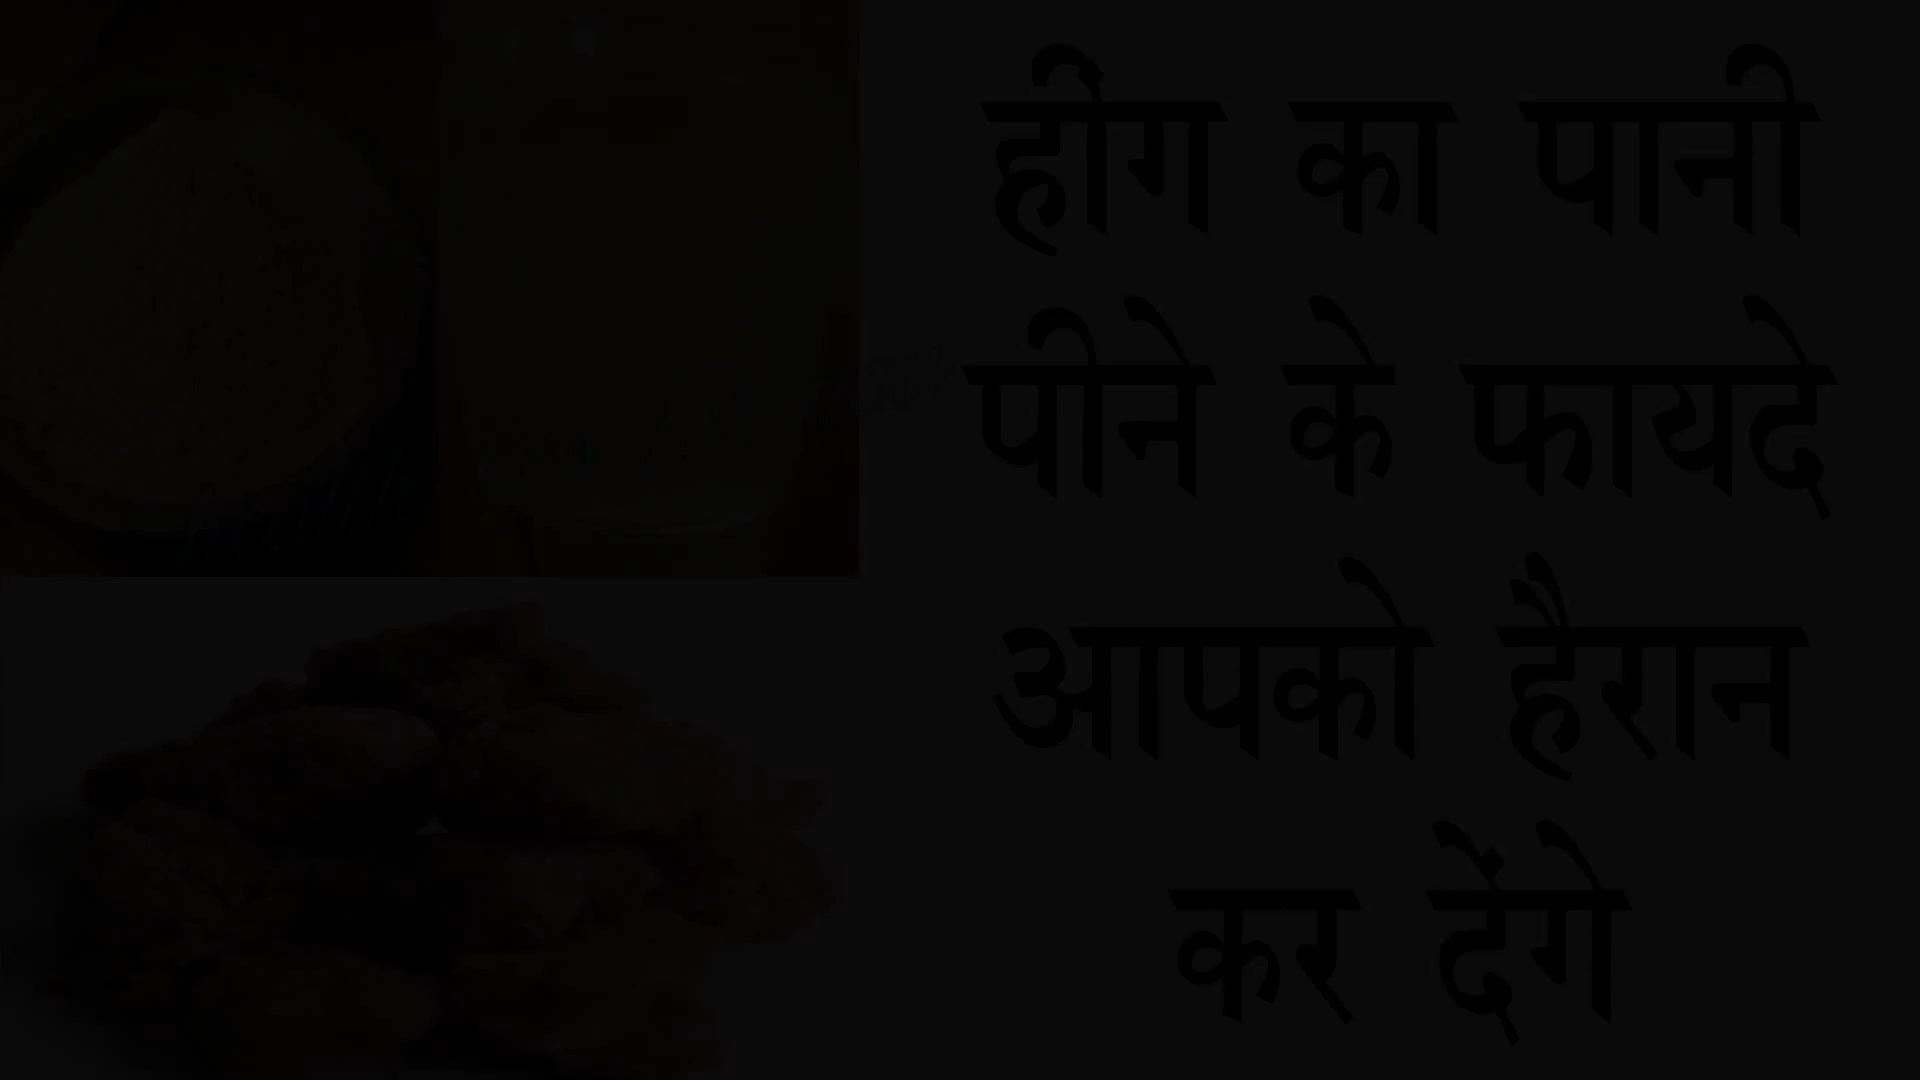 हींग का पानी
पीने के फायदे
आपको हैरान
कर देंगे